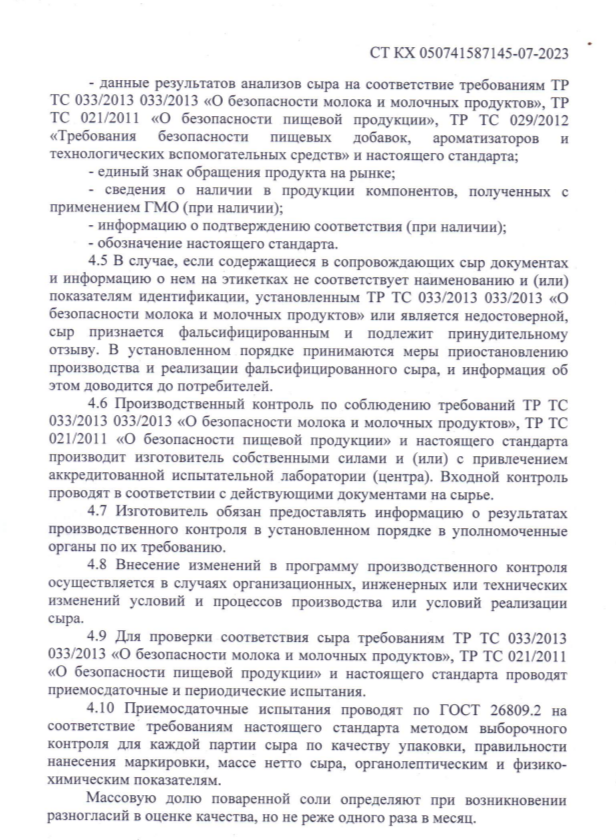 СТ КХ 050741587145-07-2023
- данные результатов анализов сыра на соответствие требованиям ТР
ТС 033/2013 033/2013 «О безопасности молока и молочных продуктов», ТР
ТС 021/2011 «О безопасности пищевой продукции», ТР ТС 029/2012
«Требования безопасности пищевых добавок, ароматизаторов и
технологических вспомогательных средств» и настоящего стандарта;
- единый знак обращения продукта на рынке;
- сведения о наличии в продукции компонентов, полученных с
применением ГМО (при наличии);
- информацию о подтверждению соответствия (при наличии);
- обозначение настоящего стандарта.
4.5 В случае, если содержащиеся в сопровождающих сыр документах
и информацию о нем на этикетках не соответствует наименованию и (или)
показателям идентификации, установленным ТР ТС 033/2013 033/2013 «О
безопасности молока и молочных продуктов» или является недостоверной,
сыр признается фальсифицированным и подлежит принудительному
отзыву. В установленном порядке принимаются меры приостановлению
производства и реализации фальсифицированного сыра, и информация об
этом доводится до потребителей.
4.6 Производственный контроль по соблюдению требований ТР ТС
033/2013 033/2013 «О безопасности молока и молочных продуктов», ТР ТС
021/2011 «О безопасности пищевой продукции» и настоящего стандарта
производит изготовитель собственными силами и (или) с привлечением
аккредитованной испытательной лаборатории (центра). Входной контроль
проводят в соответствии с действующими документами на сырье.
4.7 Изготовитель обязан предоставлять информацию о результатах
производственного контроля в установленном порядке в уполномоченные
органы по их требованию.
4.8 Внесение изменений в программу производственного контроля
осуществляется в случаях организационных, инженерных или технических
изменений условий и процессов производства или условий реализации
сыра.
4.9 Для проверки соответствия сыра требованиям ТР ТС 033/2013
033/2013 «О безопасности молока и молочных продуктов», ТР ТС 021/2011
«О безопасности пищевой продукции» и настоящего стандарта проводят
приемосдаточные и периодические испытания.
4.10 Приемосдаточные испытания проводят по ГОСТ 26809.2 на
соответствие требованиям настоящего стандарта методом выборочного
контроля для каждой партии сыра по качеству упаковки, правильности
нанесения маркировки, массе нетто сыра, органолептическим и физико-
химическим показателям.
Массовую долю поваренной соли определяют при возникновении
разногласий в оценке качества, но не реже одного раза в месяц.